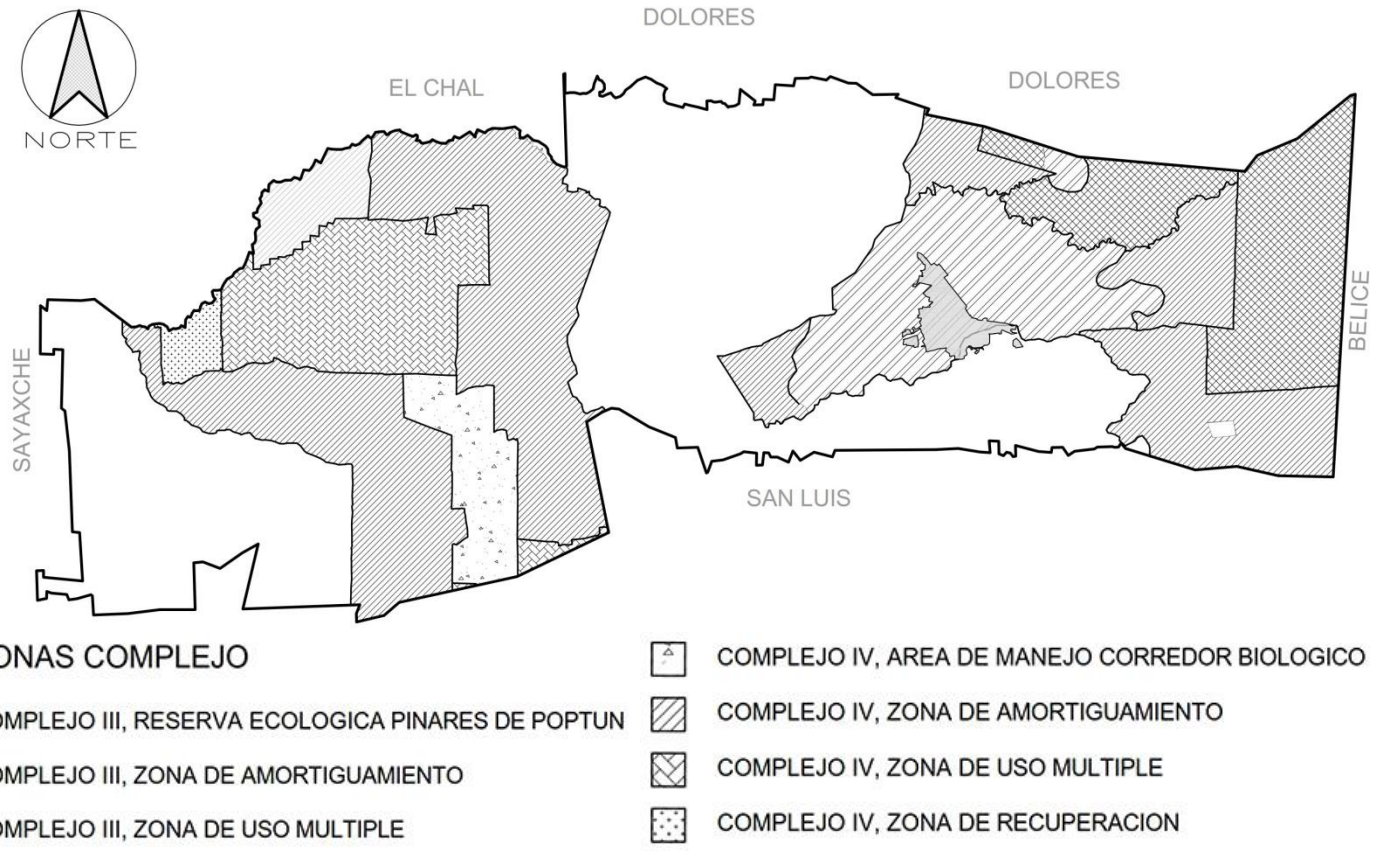 DOLORES
EL CHAL
DOLORES
NORTE
BELICE
SAYAXCHE
SAN LUIS
ONAS COMPLEJO
OMPLEJO III, RESERVA ECOLOGICA PINARES DE POPTUN
OMPLEJO III, ZONA DE AMORTIGUAMIENTO
OMPLEJO III, ZONA DE USO MULTIPLE
COMPLEJO IV, AREA DE MANEJO CORREDOR BIOLOGICO
COMPLEJO IV, ZONA DE AMORTIGUAMIENTO
COMPLEJO IV, ZONA DE USO MULTIPLE
COMPLEJO IV, ZONA DE RECUPERACION